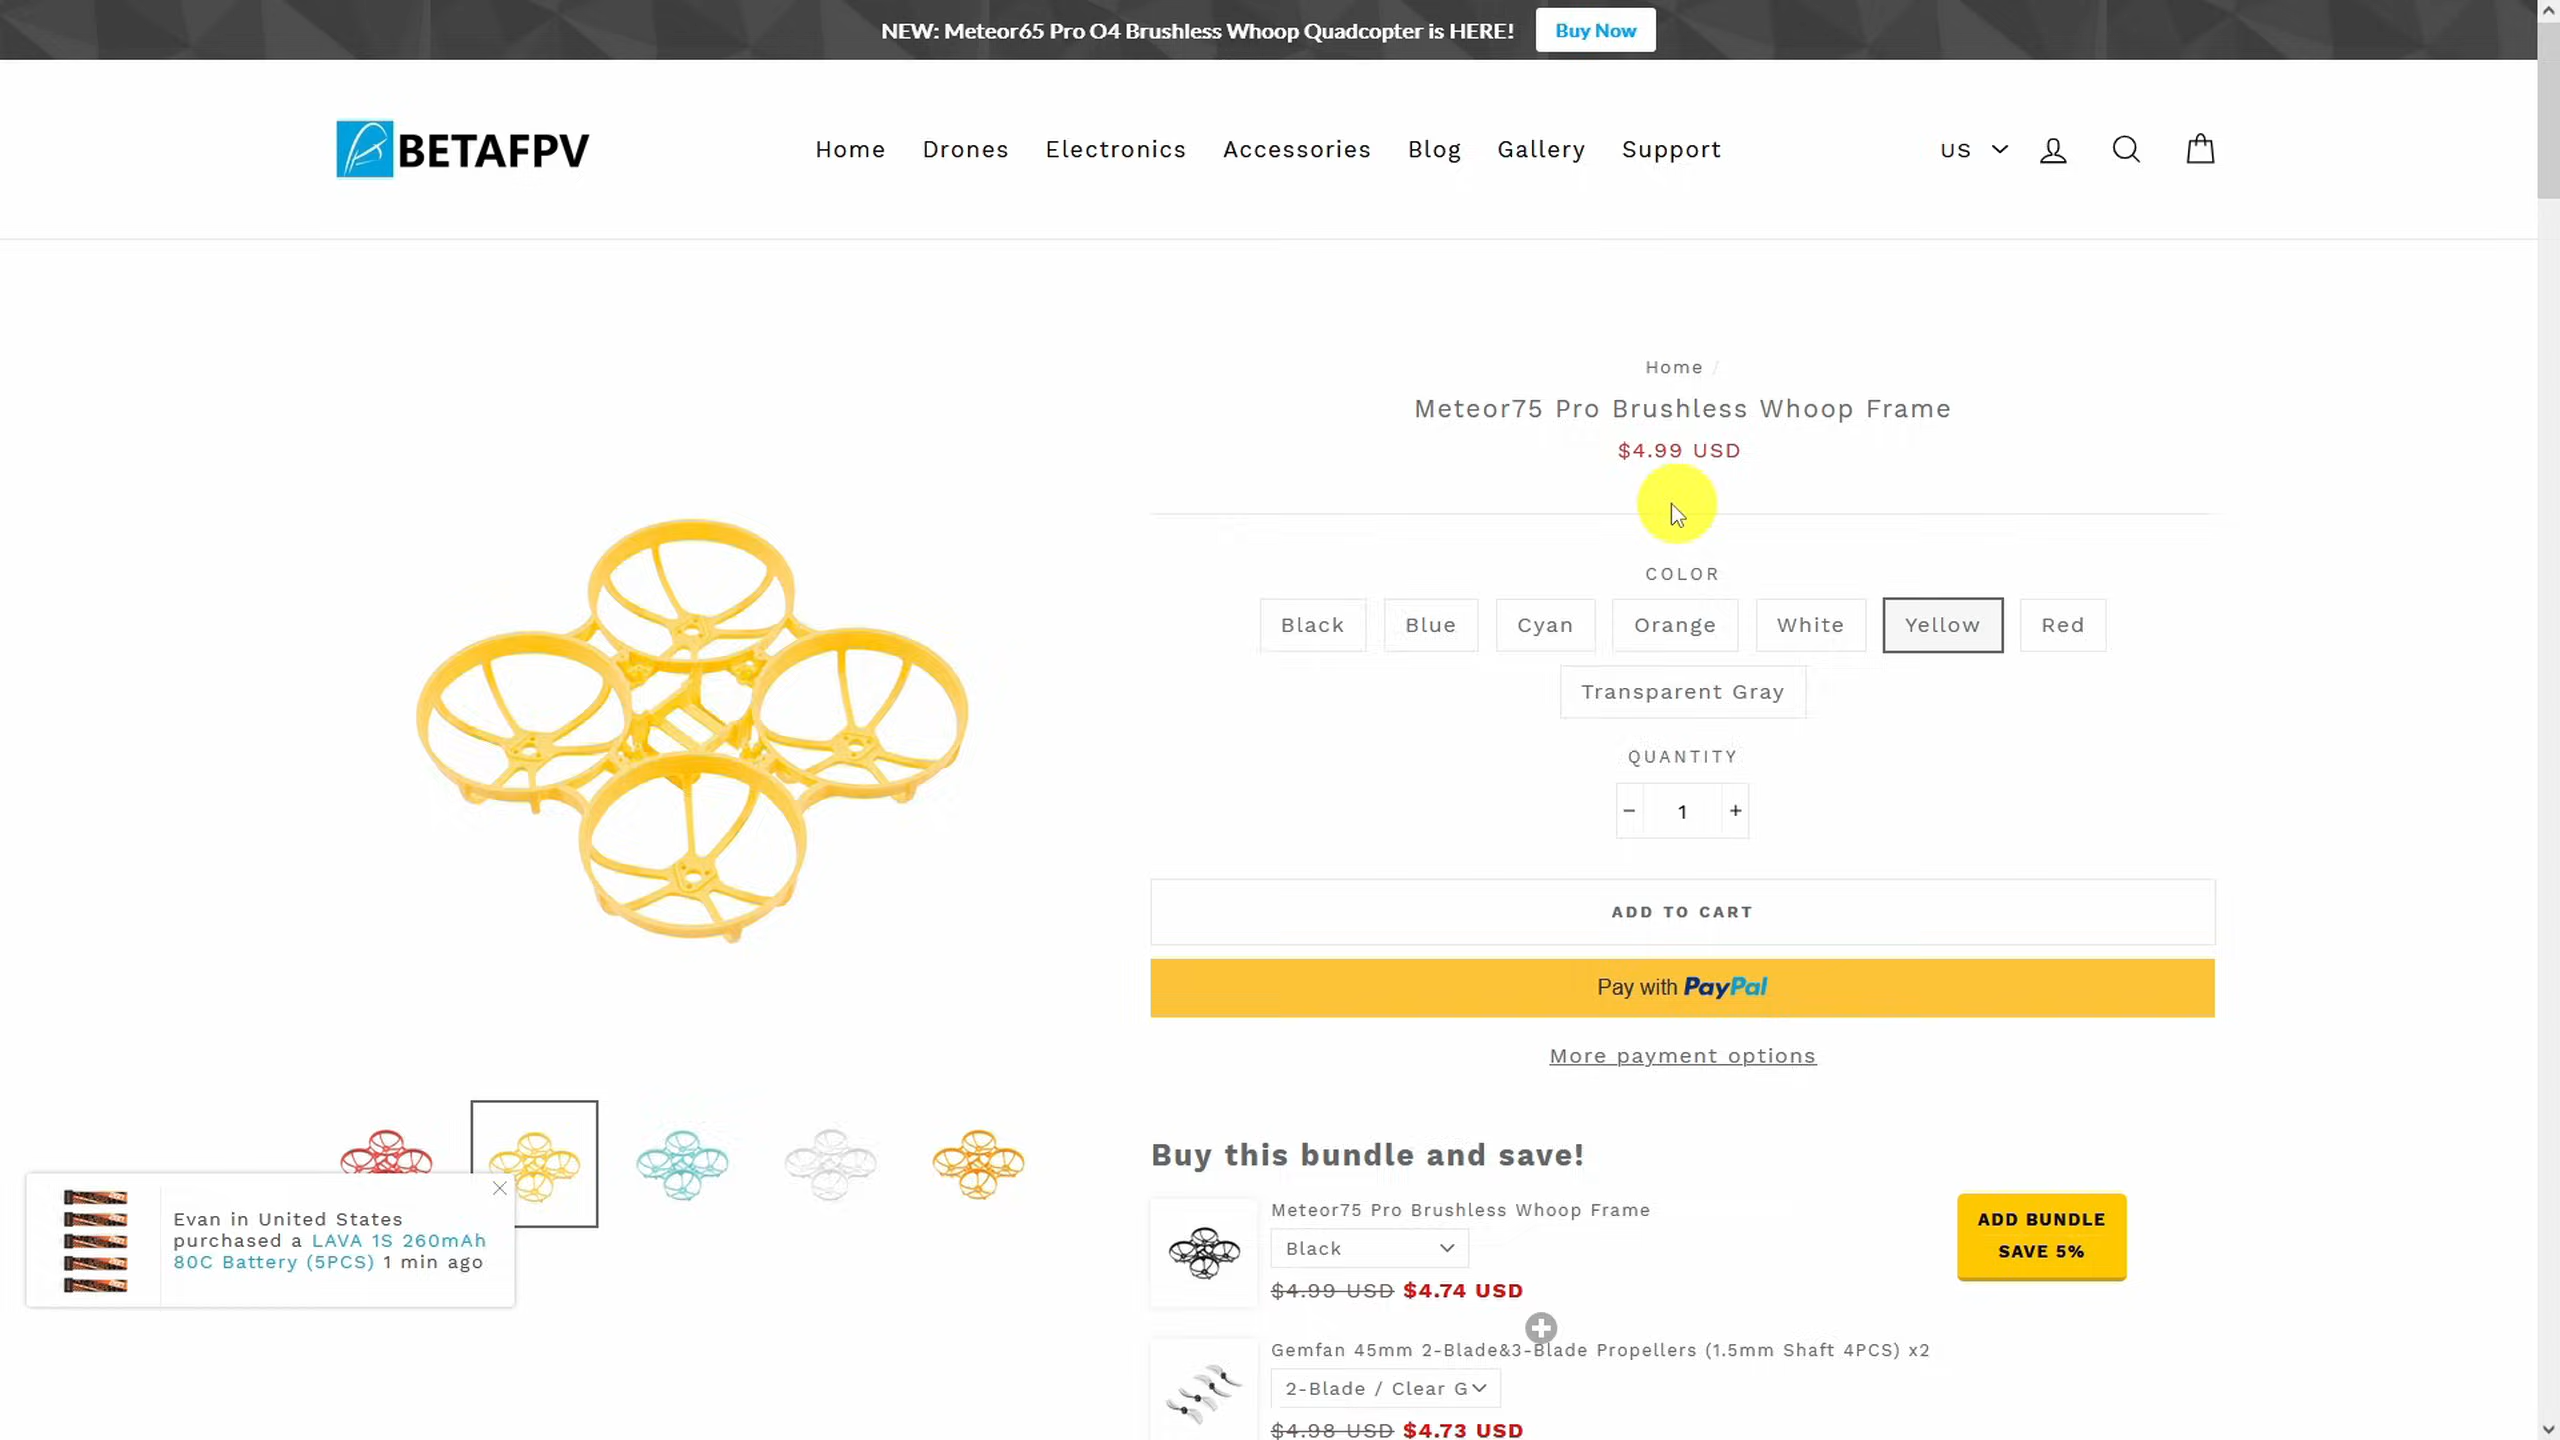 NEW: Meteor65 Pro O4 Brushless Whoop Quadcopter is HERE! Buy Now
BETAFPV Home Drones Electronics Accessories Blog Gallery Support US
Home /
Meteor75 Pro Brushless Whoop Frame
$4.99 USD
COLOR
Black Blue Cyan Orange White Yellow Red
Transparent Gray
QUANTITY
− 1 +
ADD TO CART
Pay with PayPal
More payment options
Buy this bundle and save!
Meteor75 Pro Brushless Whoop Frame
Black
$4.99 USD $4.74 USD
ADD BUNDLE
SAVE 5%
Gemfan 45mm 2-Blade&3-Blade Propellers (1.5mm Shaft 4PCS) x2
2-Blade / Clear G
$4.98 USD $4.73 USD
Evan in United States
purchased a LAVA 1S 260mAh
80C Battery (5PCS) 1 min ago